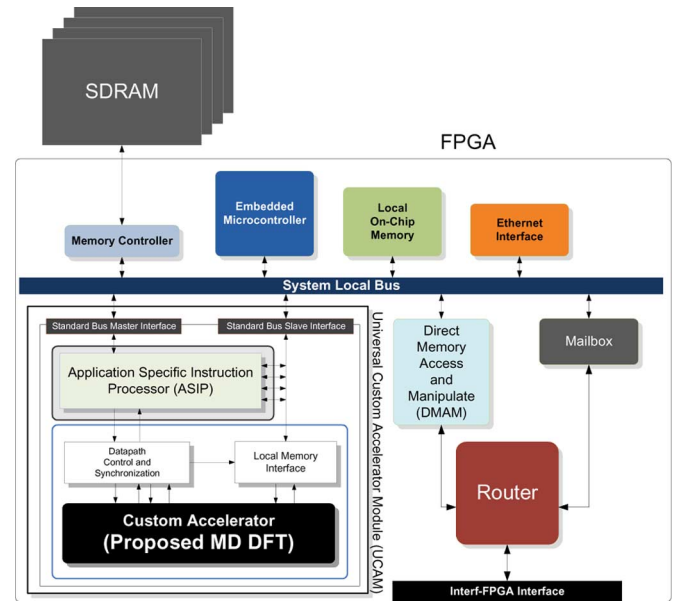 SDRAM
FPGA
Memory Controller
Embedded
Microcontroller
Local
On-Chip
Memory
Ethernet
Interface
System Local Bus
Standard Bus Master Interface
Standard Bus Slave Interface
Application Specific Instruction
Processor (ASIP)
Datapath
Control and
Synchronization
Local Memory
Interface
Custom Accelerator
(Proposed MD DFT)
Universal Custom Accelerator Module (UCAM)
Direct
Memory
Access
and
Manipulate
(DMAM)
Mailbox
Router
Interf-FPGA Interface